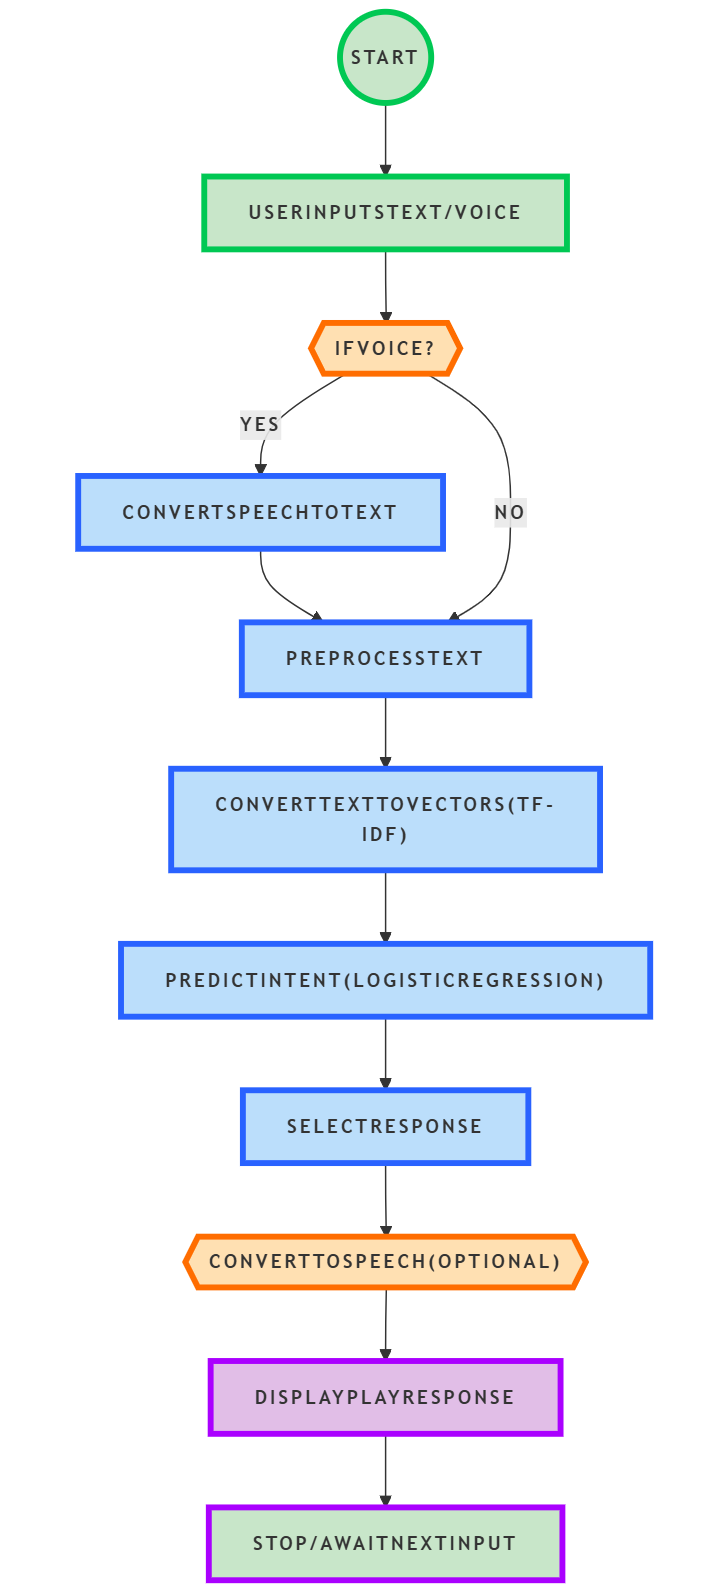 START
USERINPUTSTEXT/VOICE
IFVOICE?
YES
CONVERTSPEECHTOTEXT
NO
PREPROCESSTEXT
CONVERTTEXTTOVECTORS(TF-
IDF)
PREDICTINTENT(LOGISTICREGRESSION)
SELECTRESPONSE
CONVERTTOSPEECH(OPTIONAL)
DISPLAYPLAYRESPONSE
STOP/AWAITNEXTINPUT